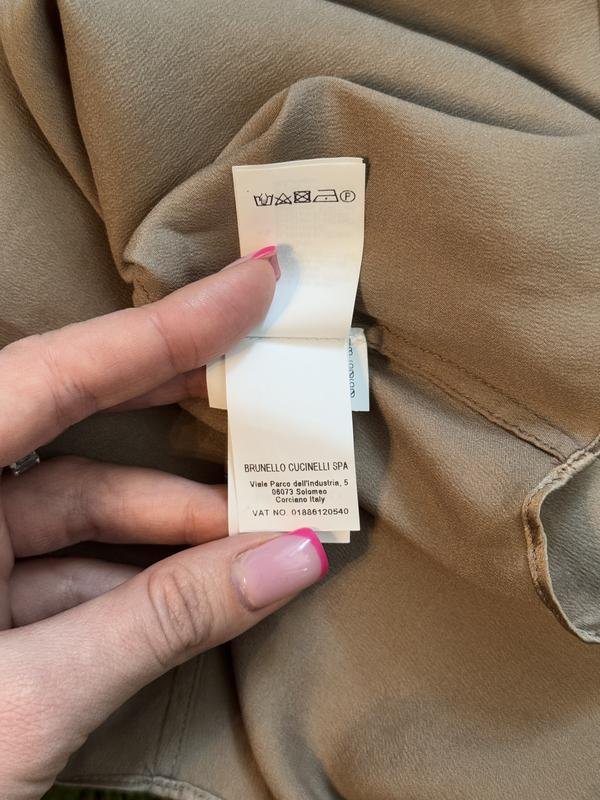 F
BRUNELLO CUCINELLI SPA
Viale Parco dell'Industria, 5
06073 Solomeo
Corciano Italy
VAT NO. 01886120540